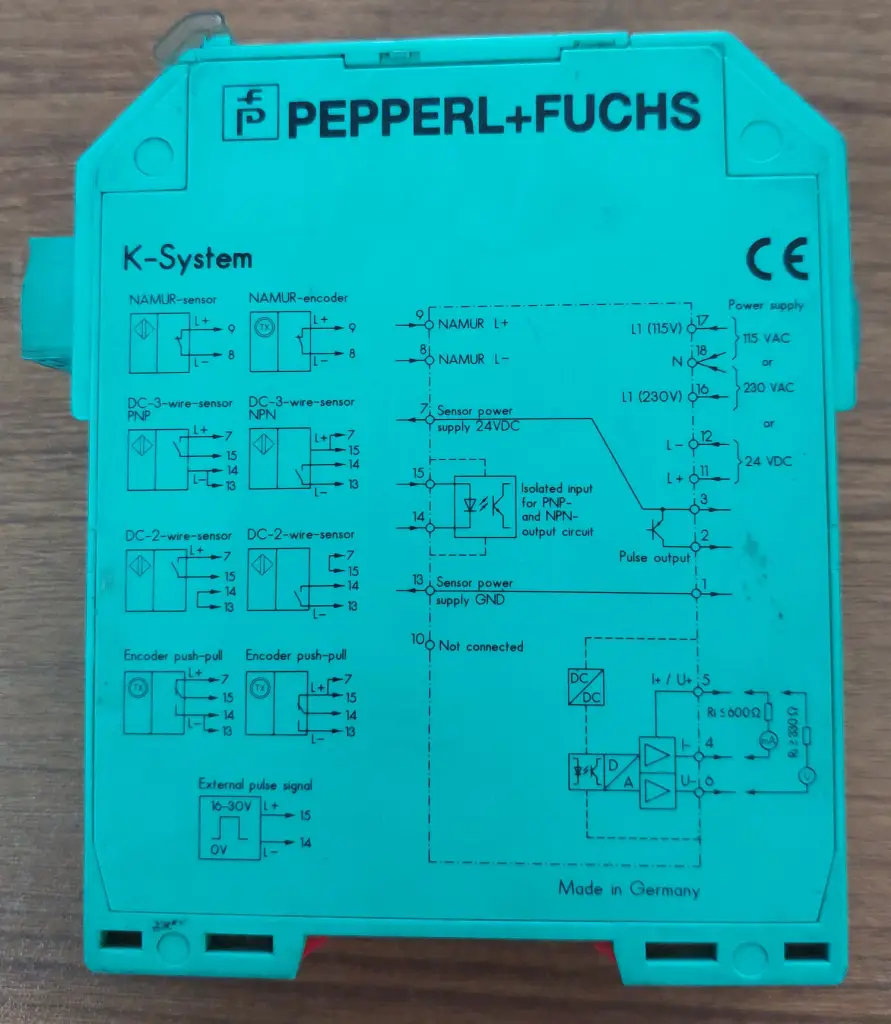 PEPPERL+FUCHS
K-System
CE
NAMUR-sensor
L+
9
8
L-
NAMUR-encoder
TX
L+
9
8
L-
DC-3-wire-sensor
PNP
L+
7
15
14
L-
13
DC-3-wire-sensor
NPN
L+
7
15
14
13
L-
DC-2-wire-sensor
L+
7
15
14
13
DC-2-wire-sensor
7
15
14
13
L-
Encoder push-pull
TX
L+
7
15
14
L-
13
Encoder push-pull
TX
L+
7
15
14
13
L-
External pulse signal
16-30V
0V
L+
15
14
L-
9
NAMUR L+
8
NAMUR L-
7
Sensor power
supply 24VDC
15
14
Isolated input
for PNP-
and NPN-
output circuit
13
Sensor power
supply GND
10
Not connected
Power supply
L1 (115V)
17
115 VAC
N
18
or
L1 (230V)
16
230 VAC
or
L-
12
24 VDC
L+
11
3
2
Pulse output
1
DC
DC
D
A
I+ / U+
5
I-
4
U-
6
Ri ≤ 600Ω
mA
Ri ≥ 330Ω
V
Made in Germany